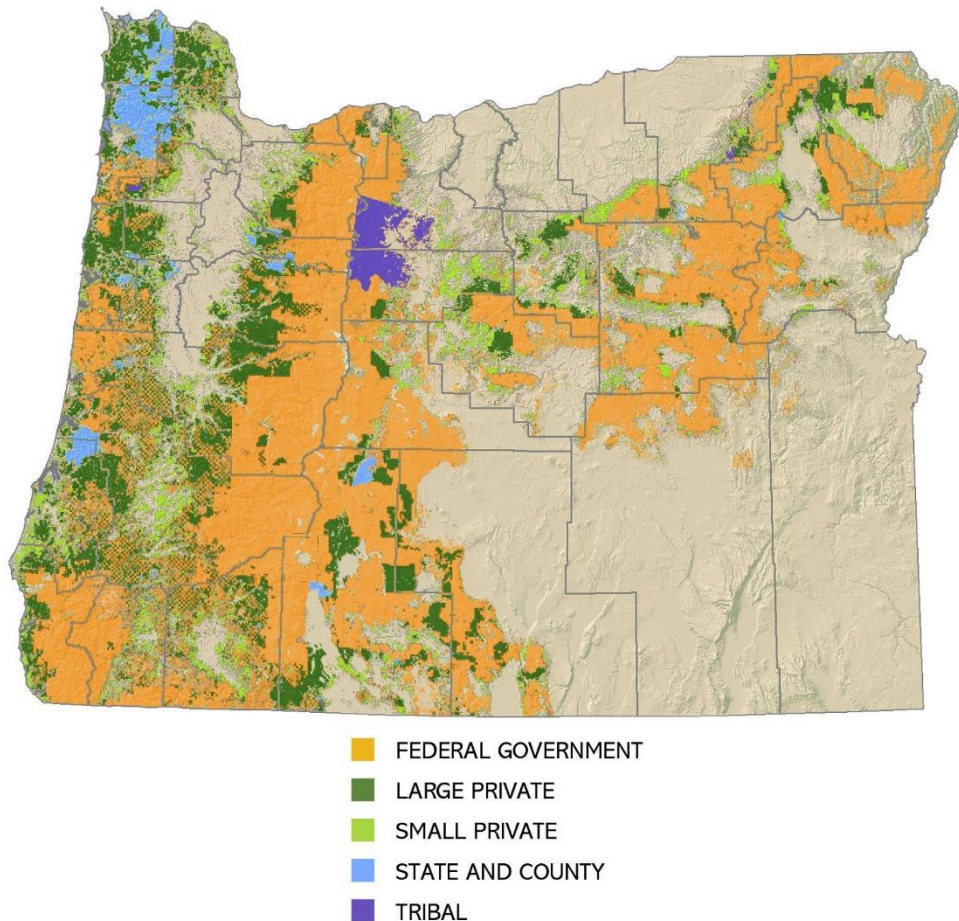 FEDERAL GOVERNMENT
LARGE PRIVATE
SMALL PRIVATE
STATE AND COUNTY
TRIBAL